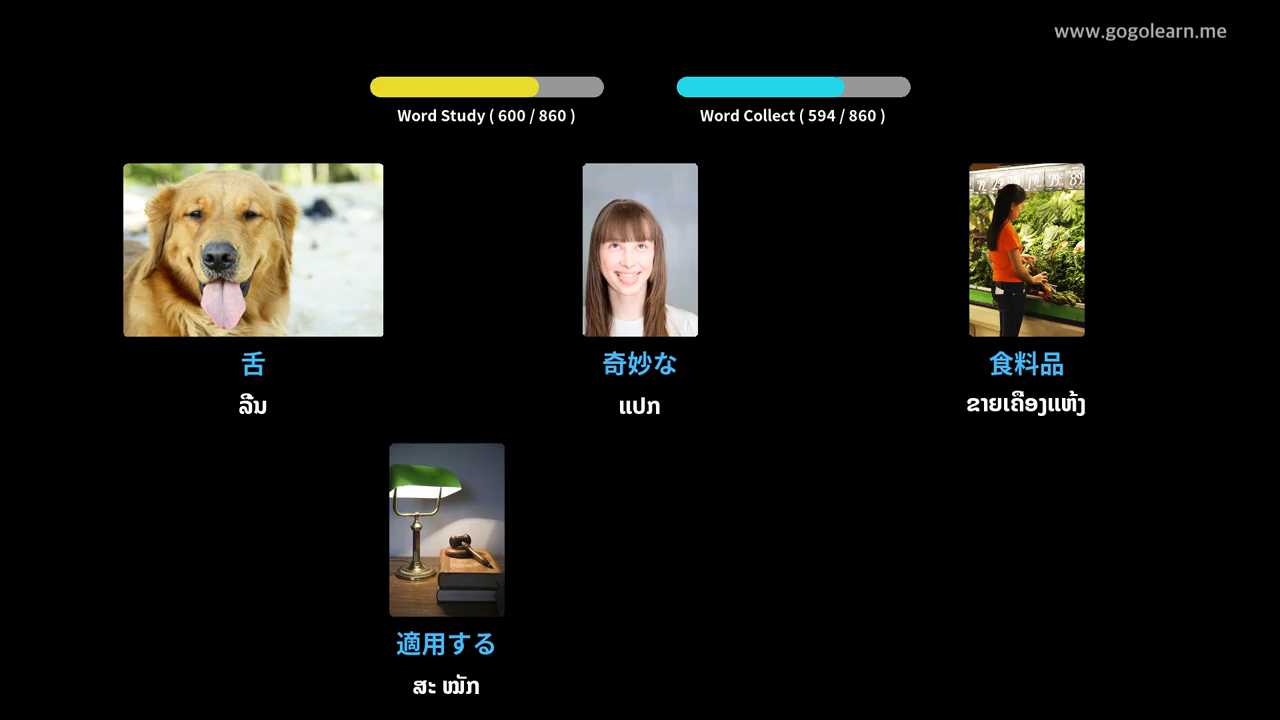 www.gogolearn.me
Word Study ( 600 / 860 )
Word Collect ( 594 / 860 )
舌
ລີ້ນ
奇妙な
ແປກ
食料品
ຂາຍເຄື່ອງແຫ້ງ
適用する
ສະ ໝັກ